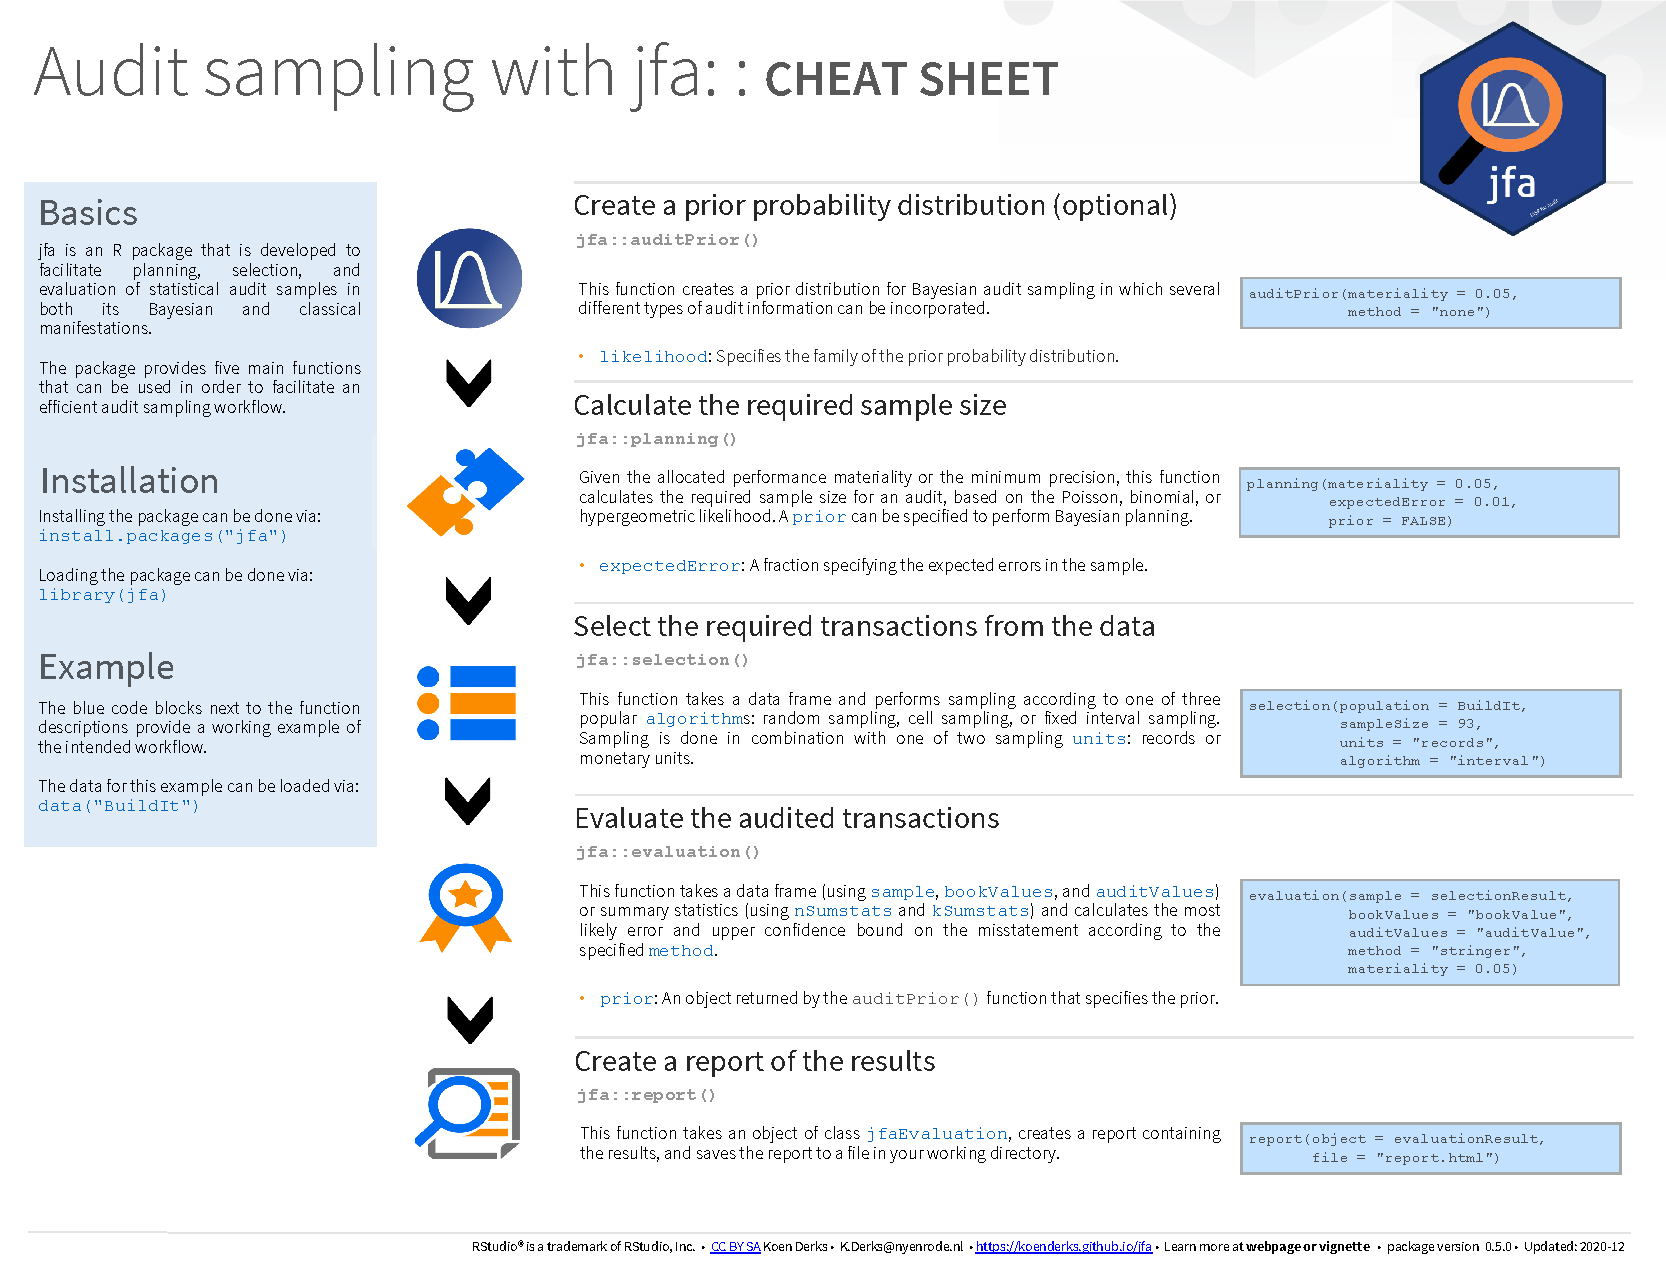 Audit sampling with jfa: : CHEAT SHEET
jfa
Basics
jfa is an R package that is developed to
facilitate planning, selection, and
evaluation of statistical audit samples in
both its Bayesian and classical
manifestations.
The package provides five main functions
that can be used in order to facilitate an
efficient audit sampling workflow.
Installation
Installing the package can be done via:
install.packages("jfa")
Loading the package can be done via:
library(jfa)
Example
The blue code blocks next to the function
descriptions provide a working example of
the intended workflow.
The data for this example can be loaded via:
data("BuildIt")
Create a prior probability distribution (optional)
jfa::auditPrior()
This function creates a prior distribution for Bayesian audit sampling in which several
different types of audit information can be incorporated.
• likelihood: Specifies the family of the prior probability distribution.
auditPrior(materiality = 0.05,
method = "none")
Calculate the required sample size
jfa::planning()
Given the allocated performance materiality or the minimum precision, this function
calculates the required sample size for an audit, based on the Poisson, binomial, or
hypergeometric likelihood. A prior can be specified to perform Bayesian planning.
• expectedError: A fraction specifying the expected errors in the sample.
planning(materiality = 0.05,
expectedError = 0.01,
prior = FALSE)
Select the required transactions from the data
jfa::selection()
This function takes a data frame and performs sampling according to one of three
popular algorithms: random sampling, cell sampling, or fixed interval sampling.
Sampling is done in combination with one of two sampling units: records or
monetary units.
selection(population = BuildIt,
sampleSize = 93,
units = "records",
algorithm = "interval")
Evaluate the audited transactions
jfa::evaluation()
This function takes a data frame (using sample, bookValues, and auditValues)
or summary statistics (using nSumstats and kSumstats) and calculates the most
likely error and upper confidence bound on the misstatement according to the
specified method.
• prior: An object returned by the auditPrior() function that specifies the prior.
evaluation(sample = selectionResult,
bookValues = "bookValue",
auditValues = "auditValue",
method = "stringer",
materiality = 0.05)
Create a report of the results
jfa::report()
This function takes an object of class jfaEvaluation, creates a report containing
the results, and saves the report to a file in your working directory.
report(object = evaluationResult,
file = "report.html")
RStudio® is a trademark of RStudio, Inc. • CC BY SA Koen Derks • K.Derks@nyenrode.nl • https://koenderks.github.io/jfa • Learn more at webpage or vignette • package version 0.5.0 • Updated: 2020-12